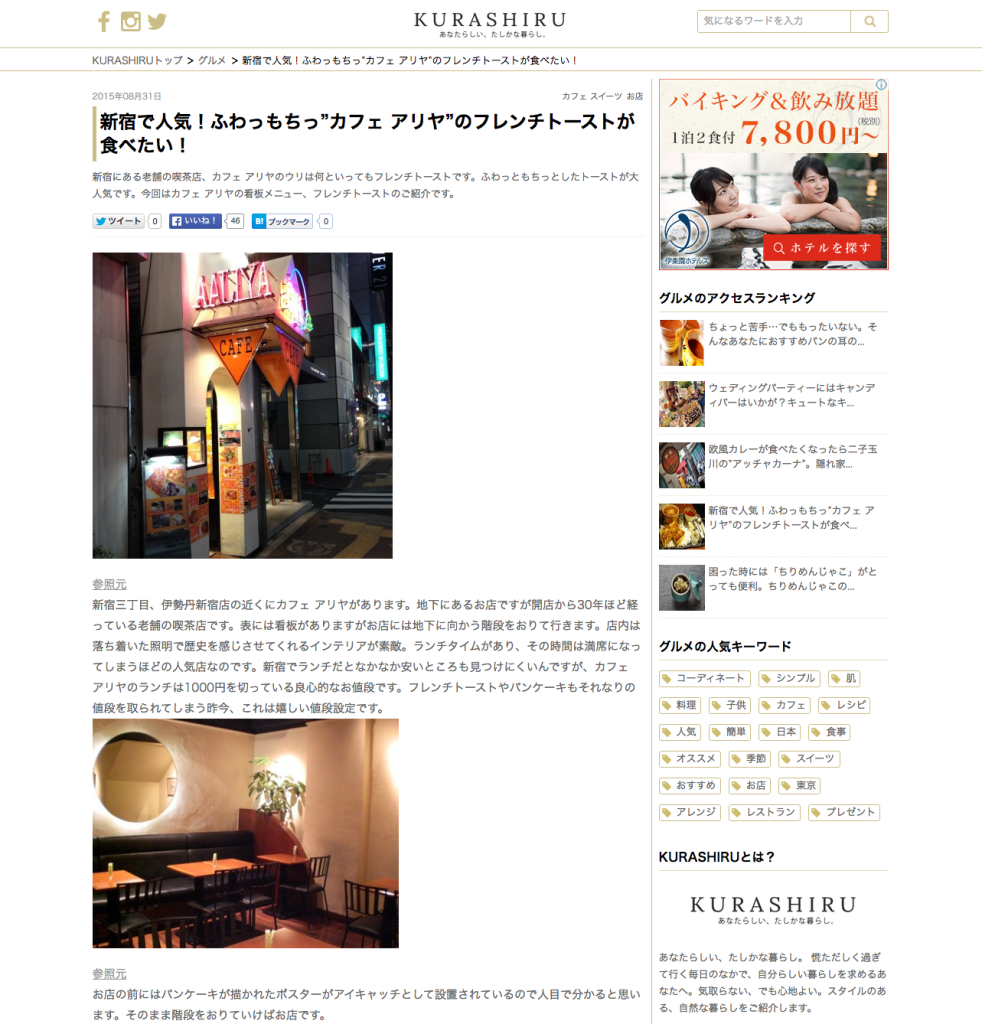 KURASHIRU
あなたらしい、たしかな暮らし。
気になるワードを入力
KURASHIRUトップ > グルメ > 新宿で人気！ふわっもちっ"カフェ アリヤ"のフレンチトーストが食べたい！
2015年08月31日
カフェ スイーツ お店
新宿で人気！ふわっもちっ”カフェ アリヤ”のフレンチトーストが
食べたい！
新宿にある老舗の喫茶店、カフェ アリヤのウリは何といってもフレンチトーストです。ふわっともちっとしたトーストが大
人気です。今回はカフェ アリヤの看板メニュー、フレンチトーストのご紹介です。
ツイート 0 いいね！ 46 B! ブックマーク 0
AALIYA
CAFE
参照元
新宿三丁目、伊勢丹新宿店の近くにカフェ アリヤがあります。地下にあるお店ですが開店から30年ほど経
っている老舗の喫茶店です。表には看板がありますがお店には地下に向かう階段をおりて行きます。店内は
落ち着いた照明で歴史を感じさせてくれるインテリアが素敵。ランチタイムがあり、その時間は満席になっ
てしまうほどの人気店なのです。新宿でランチだとなかなか安いところも見つけにくいんですが、カフェ
アリヤのランチは1000円を切っている良心的なお値段です。フレンチトーストやパンケーキもそれなりの
値段を取られてしまう昨今、これは嬉しい値段設定です。
参照元
お店の前にはパンケーキが描かれたポスターがアイキャッチとして設置されているので人目で分かると思い
ます。そのまま階段をおりていけばお店です。
バイキング＆飲み放題
(税別)
1泊2食付 7,800円〜
伊東園ホテルズ
ホテルを探す
グルメのアクセスランキング
ちょっと苦手…でももったいない。そ
んなあなたにおすすめパンの耳の...
ウェディングパーティーにはキャンデ
ィバーはいかが？キュートなキ...
欧風カレーが食べたくなったら二子玉
川の"アッチャカーナ"。隠れ家...
新宿で人気！ふわっもちっ"カフェ ア
リヤ"のフレンチトーストが食べ...
困った時には「ちりめんじゃこ」がと
っても便利。ちりめんじゃこの...
グルメの人気キーワード
コーディネート シンプル 肌
料理 子供 カフェ レシピ
人気 簡単 日本 食事
オススメ 季節 スイーツ
おすすめ お店 東京
アレンジ レストラン プレゼント
KURASHIRUとは？
KURASHIRU
あなたらしい、たしかな暮らし。
あなたらしい、たしかな暮らし。 慌ただしく過ぎ
て行く毎日のなかで、自分らしい暮らしを求めるあ
なたへ。気取らない、でも心地よい。スタイルのあ
る、自然な暮らしをご紹介します。